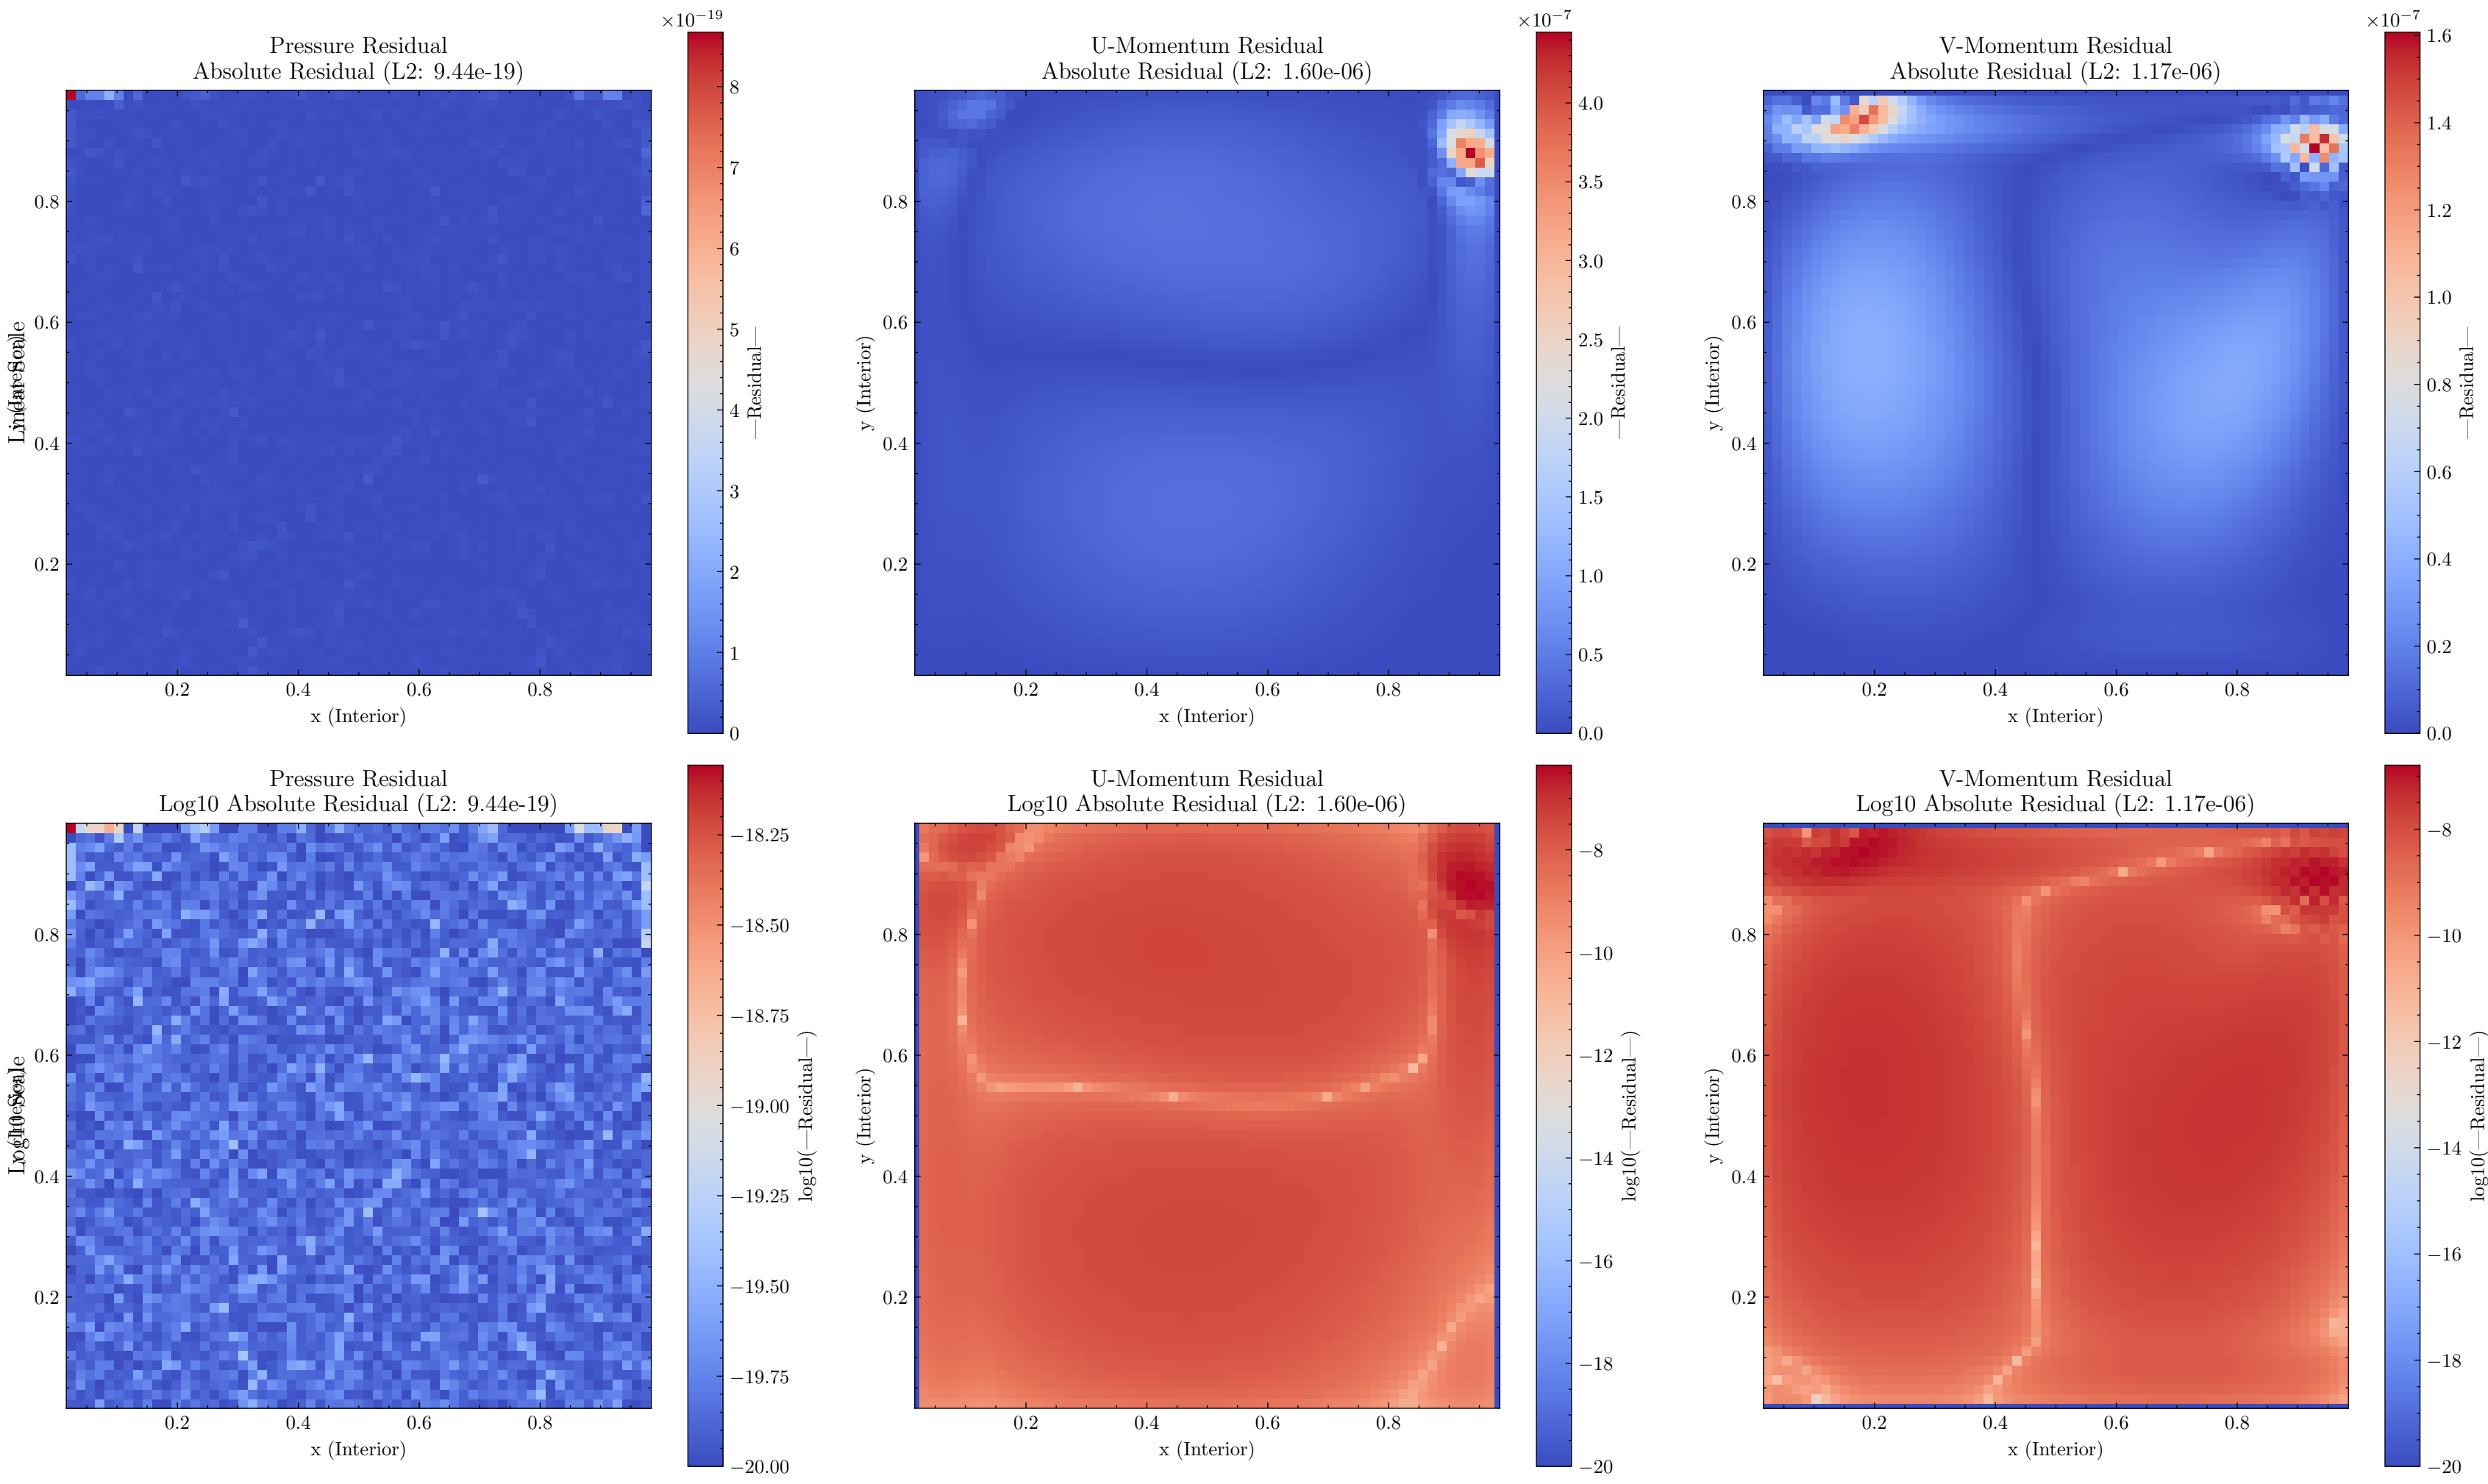 ×10−19
Pressure Residual
Absolute Residual (L2: 9.44e-19)
8
7
6
5
4
3
2
1
0
—Residual—
Linear Scale
y (Interior)
0.8
0.6
0.4
0.2
0.2 0.4 0.6 0.8
x (Interior)
×10−7
U-Momentum Residual
Absolute Residual (L2: 1.60e-06)
4.0
3.5
3.0
2.5
2.0
1.5
1.0
0.5
0.0
—Residual—
y (Interior)
0.8
0.6
0.4
0.2
0.2 0.4 0.6 0.8
x (Interior)
×10−7
V-Momentum Residual
Absolute Residual (L2: 1.17e-06)
1.6
1.4
1.2
1.0
0.8
0.6
0.4
0.2
0.0
—Residual—
y (Interior)
0.8
0.6
0.4
0.2
0.2 0.4 0.6 0.8
x (Interior)
Pressure Residual
Log10 Absolute Residual (L2: 9.44e-19)
−18.25
−18.50
−18.75
−19.00
−19.25
−19.50
−19.75
−20.00
log10(—Residual—)
Log10 Scale
y (Interior)
0.8
0.6
0.4
0.2
0.2 0.4 0.6 0.8
x (Interior)
U-Momentum Residual
Log10 Absolute Residual (L2: 1.60e-06)
−8
−10
−12
−14
−16
−18
−20
log10(—Residual—)
y (Interior)
0.8
0.6
0.4
0.2
0.2 0.4 0.6 0.8
x (Interior)
V-Momentum Residual
Log10 Absolute Residual (L2: 1.17e-06)
−8
−10
−12
−14
−16
−18
−20
log10(—Residual—)
y (Interior)
0.8
0.6
0.4
0.2
0.2 0.4 0.6 0.8
x (Interior)